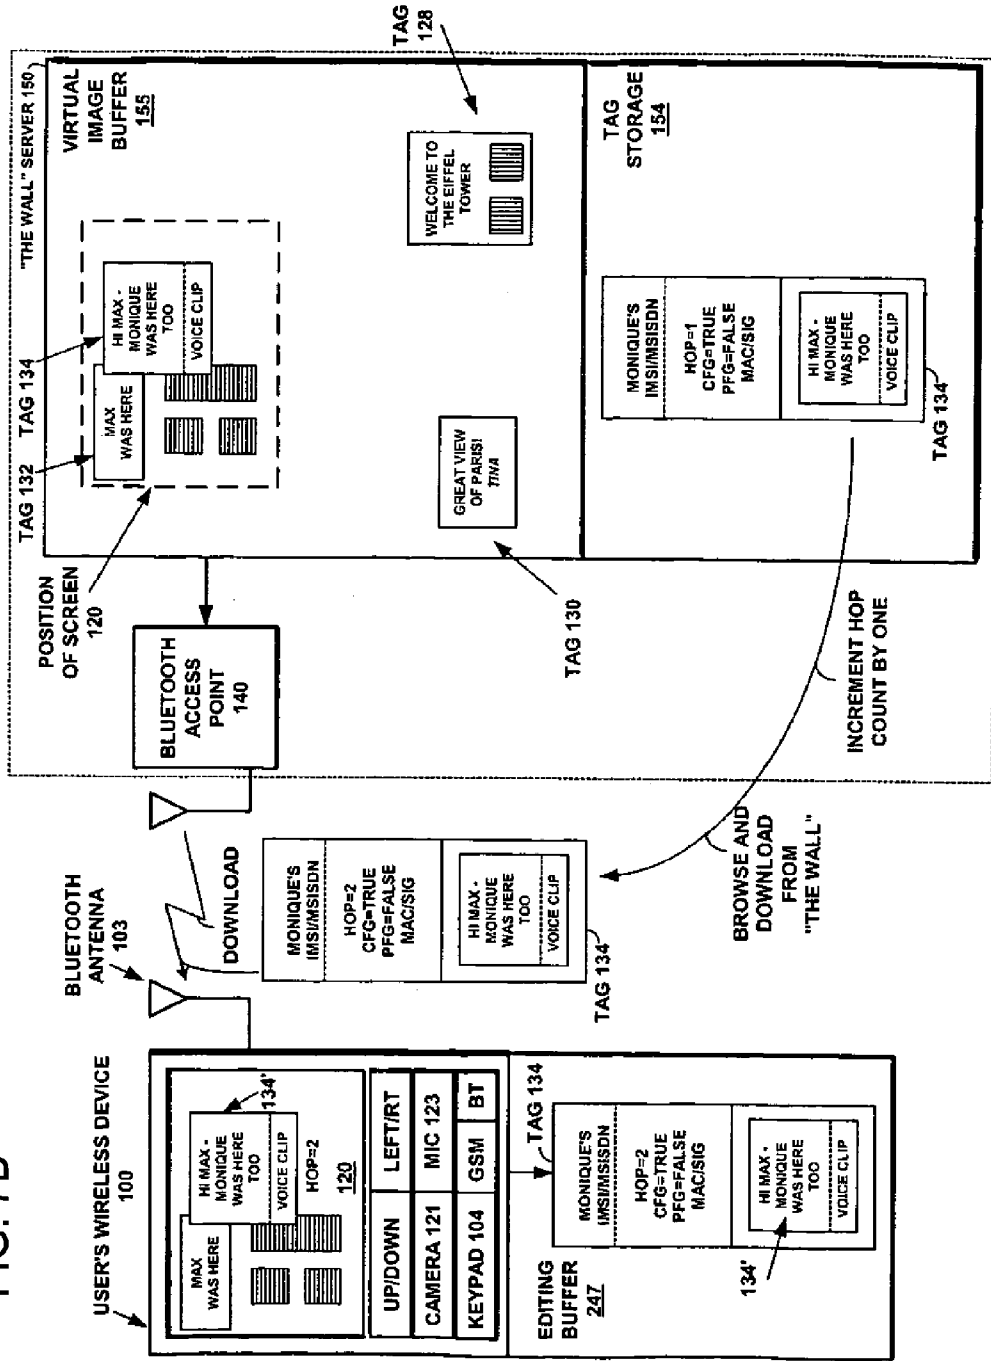 USER'S WIRELESS DEVICE
100
MAX
WAS HERE
HI MAX -
MONIQUE
WAS HERE
TOO
VOICE CLIP
134'
HOP=2
120
UP/DOWN
LEFT/RT
CAMERA 121
MIC 123
KEYPAD 104
GSM
BT
EDITING
BUFFER
247
TAG 134
MONIQUE'S
IMSI/MSISDN
HOP=2
CFG=TRUE
PFG=FALSE
MAC/SIG
HI MAX -
MONIQUE
WAS HERE
TOO
VOICE CLIP
134'
BLUETOOTH
ANTENNA
103
DOWNLOAD
MONIQUE'S
IMSI/MSISDN
HOP=2
CFG=TRUE
PFG=FALSE
MAC/SIG
HI MAX -
MONIQUE
WAS HERE
TOO
VOICE CLIP
TAG 134
BROWSE AND
DOWNLOAD
FROM
"THE WALL"
INCREMENT HOP
COUNT BY ONE
BLUETOOTH
ACCESS
POINT
140
POSITION
OF SCREEN
120
TAG 132
TAG 134
"THE WALL" SERVER 150
MAX
WAS HERE
HI MAX -
MONIQUE
WAS HERE
TOO
VOICE CLIP
VIRTUAL
IMAGE
BUFFER
155
GREAT VIEW
OF PARIS!
TINA
TAG 130
WELCOME TO
THE EIFFEL
TOWER
TAG
128
TAG
STORAGE
154
MONIQUE'S
IMSI/MSISDN
HOP=1
CFG=TRUE
PFG=FALSE
MAC/SIG
HI MAX -
MONIQUE
WAS HERE
TOO
VOICE CLIP
TAG 134